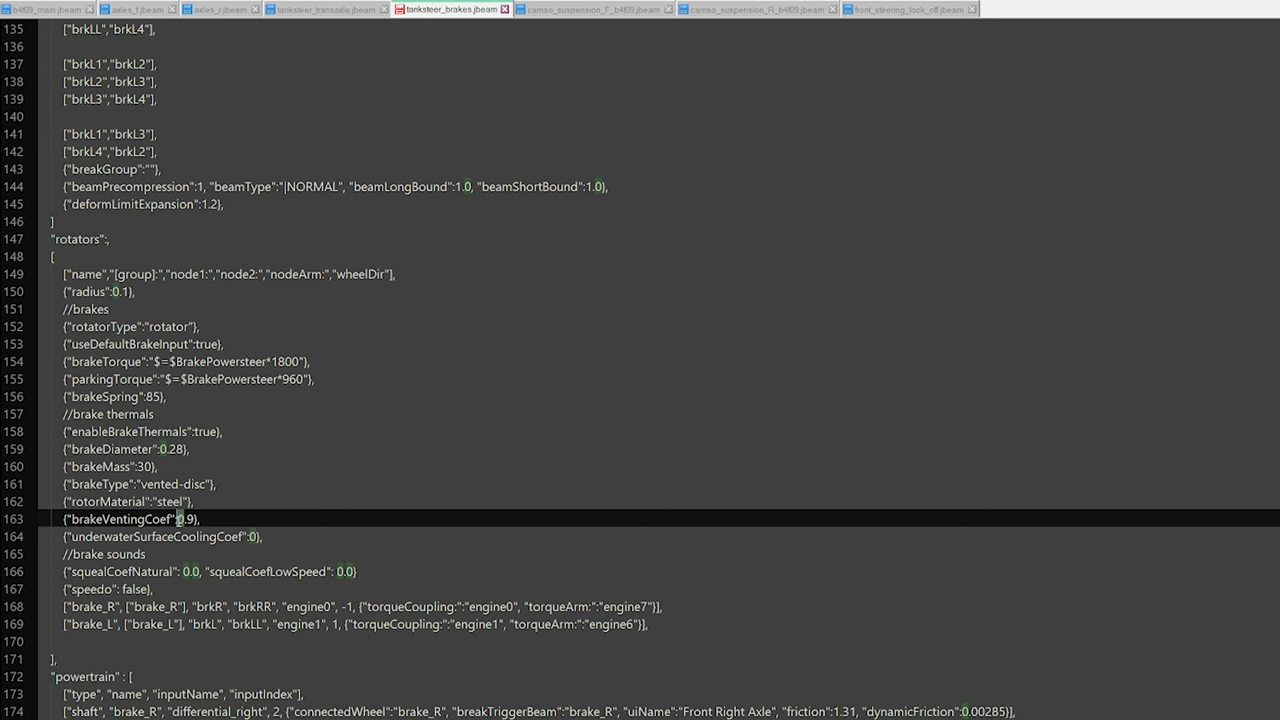 b4f09_main.jbeam axles_f.jbeam axles_r.jbeam tanksteer_transaxle.jbeam tanksteer_brakes.jbeam camso_suspension_F_b4f09.jbeam camso_suspension_R_b4f09.jbeam front_steering_lock_off.jbeam
135 ["brkLL","brkL4"],
136
137 ["brkL1","brkL2"],
138 ["brkL2","brkL3"],
139 ["brkL3","brkL4"],
140
141 ["brkL1","brkL3"],
142 ["brkL4","brkL2"],
143 {"breakGroup":""},
144 {"beamPrecompression":1, "beamType":"|NORMAL", "beamLongBound":1.0, "beamShortBound":1.0},
145 {"deformLimitExpansion":1.2},
146 ]
147 "rotators":,
148 [
149 ["name","[group]:","node1:","node2:","nodeArm:","wheelDir"],
150 {"radius":0.1},
151 //brakes
152 {"rotatorType":"rotator"},
153 {"useDefaultBrakeInput":true},
154 {"brakeTorque":"$=$BrakePowersteer*1800"},
155 {"parkingTorque":"$=$BrakePowersteer*960"},
156 {"brakeSpring":85},
157 //brake thermals
158 {"enableBrakeThermals":true},
159 {"brakeDiameter":0.28},
160 {"brakeMass":30},
161 {"brakeType":"vented-disc"},
162 {"rotorMaterial":"steel"},
163 {"brakeVentingCoef":0.9},
164 {"underwaterSurfaceCoolingCoef":0},
165 //brake sounds
166 {"squealCoefNatural": 0.0, "squealCoefLowSpeed": 0.0}
167 {"speedo": false},
168 ["brake_R", ["brake_R"], "brkR", "brkRR", "engine0", -1, {"torqueCoupling:":"engine0", "torqueArm:":"engine7"}],
169 ["brake_L", ["brake_L"], "brkL", "brkLL", "engine1", 1, {"torqueCoupling:":"engine1", "torqueArm:":"engine6"}],
170
171 ],
172 "powertrain" : [
173 ["type", "name", "inputName", "inputIndex"],
174 ["shaft", "brake_R", "differential_right", 2, {"connectedWheel":"brake_R", "breakTriggerBeam":"brake_R", "uiName":"Front Right Axle", "friction":1.31, "dynamicFriction":0.00285}],